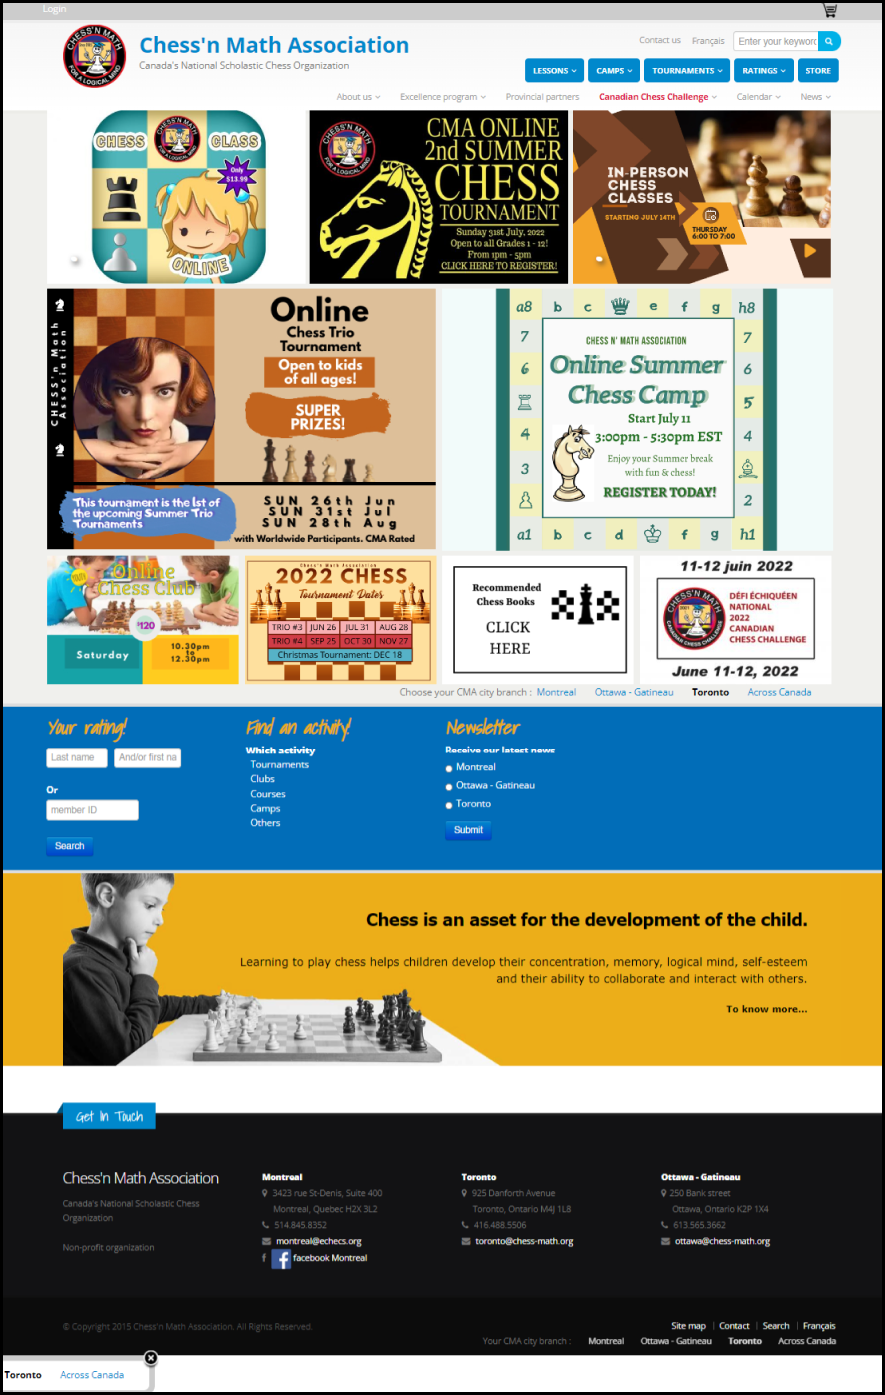 Login
Chess'n Math Association
Canada's National Scholastic Chess Organization
Contact us Français Enter your keyword
LESSONS CAMPS TOURNAMENTS RATINGS STORE
About us Excellence program Provincial partners Canadian Chess Challenge Calendar News
CHESS CLASS
CHESS'N MATH
FOR A LOGICAL MIND
Only
$13.99
ONLINE
CMA ONLINE
2nd SUMMER
CHESS
TOURNAMENT
Sunday 31st July, 2022
Open to all Grades 1 - 12!
From 1pm - 5pm
CLICK HERE TO REGISTER!
IN-PERSON
CHESS
CLASSES
STARTING JULY 14TH
THURSDAY
6:00 TO 7:00
CHESS'n Math
Association
Online
Chess Trio
Tournament
Open to kids
of all ages!
SUPER
PRIZES!
This tournament is the 1st of
the upcoming Summer Trio
Tournaments
SUN 26th Jun
SUN 31st Jul
SUN 28th Aug
with Worldwide Participants. CMA Rated
a8 b c e f g h8
7 7
6 6
5
4 4
3
2
a1 b c d f g h1
CHESS N' MATH ASSOCIATION
Online Summer
Chess Camp
Start July 11
3:00pm - 5:30pm EST
Enjoy your Summer break
with fun & chess!
REGISTER TODAY!
YOUTH
Online
Chess Club
$120
Saturday
10.30pm
to
12.30pm
Chess'n Math Association
2022 CHESS
Tournament Dates
TRIO #3 JUN 26 JUL 31 AUG 28
TRIO #4 SEP 25 OCT 30 NOV 27
Christmas Tournament: DEC 18
Recommended
Chess Books
CLICK
HERE
11-12 juin 2022
CHESS'N MATH
CANADIAN CHESS CHALLENGE
DÉFI ÉCHIQUÉEN
NATIONAL
2022
CANADIAN
CHESS CHALLENGE
June 11-12, 2022
Choose your CMA city branch : Montreal Ottawa - Gatineau Toronto Across Canada
Your rating!
Last name And/or first na
Or
member ID
Search
Find an activity!
Which activity
Tournaments
Clubs
Courses
Camps
Others
Newsletter
Receive our latest news
Montreal
Ottawa - Gatineau
Toronto
Submit
Chess is an asset for the development of the child.
Learning to play chess helps children develop their concentration, memory, logical mind, self-esteem
and their ability to collaborate and interact with others.
To know more...
Get In Touch
Chess'n Math Association
Canada's National Scholastic Chess
Organization
Non-profit organization
Montreal
3423 rue St-Denis, Suite 400
Montreal, Quebec H2X 3L2
514.845.8352
montreal@echecs.org
facebook Montreal
Toronto
925 Danforth Avenue
Toronto, Ontario M4J 1L8
416.488.5506
toronto@chess-math.org
Ottawa - Gatineau
250 Bank street
Ottawa, Ontario K2P 1X4
613.565.3662
ottawa@chess-math.org
© Copyright 2015 Chess'n Math Association. All Rights Reserved.
Site map | Contact | Search | Français
Your CMA city branch : Montreal Ottawa - Gatineau Toronto Across Canada
Toronto Across Canada